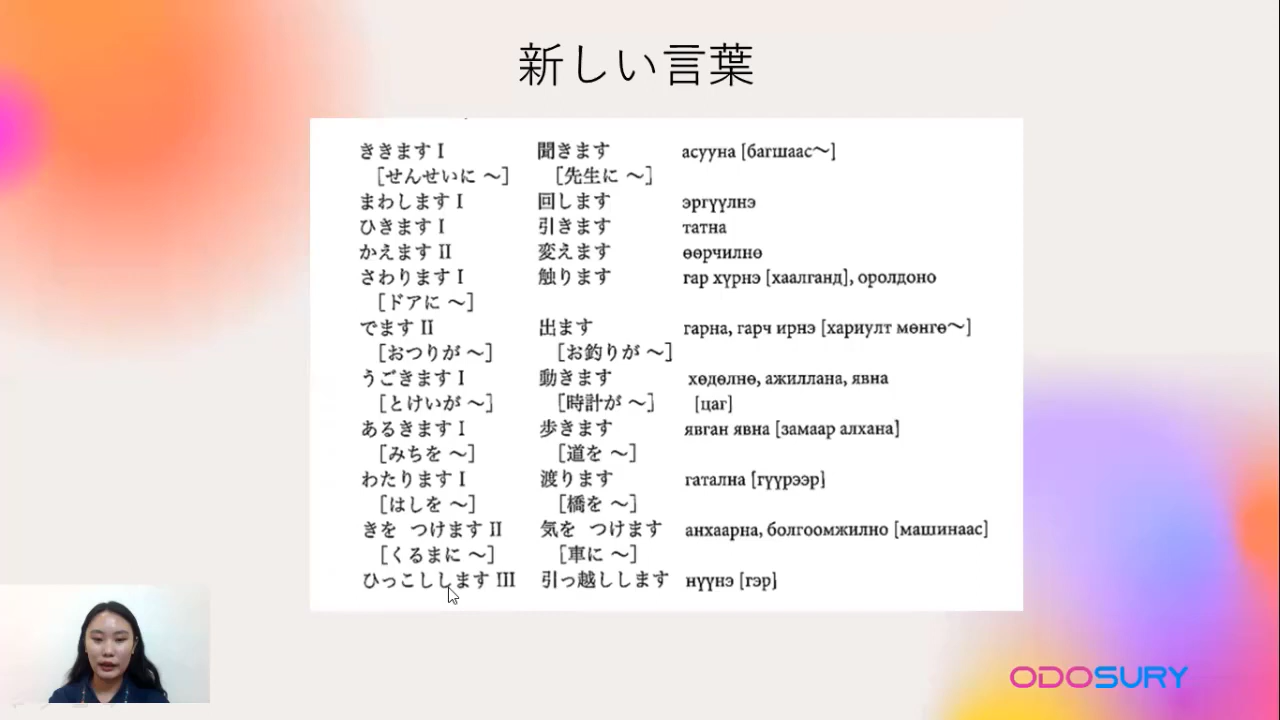 新しい言葉
ききます I 聞きます асууна [багшаас～]
[せんせいに ～] [先生に ～]
まわします I 回します эргүүлнэ
ひきます I 引きます татна
かえます II 変えます өөрчилнө
さわります I 触ります гар хүрнэ [хаалганд], оролдоно
[ドアに ～]
でます II 出ます гарна, гарч ирнэ [хариулт мөнгө～]
[おつりが ～] [お釣りが ～]
うごきます I 動きます хөдөлнө, ажиллана, явна
[とけいが ～] [時計が ～] [цаг]
あるきます I 歩きます явган явна [замаар алхана]
[みちを ～] [道を ～]
わたります I 渡ります гатална [гүүрээр]
[はしを ～] [橋を ～]
きを つけます II 気を つけます анхаарна, болгоомжилно [машинаас]
[くるまに ～] [車に ～]
ひっこしします III 引っ越しします нүүнэ [гэр]
ODOSURY